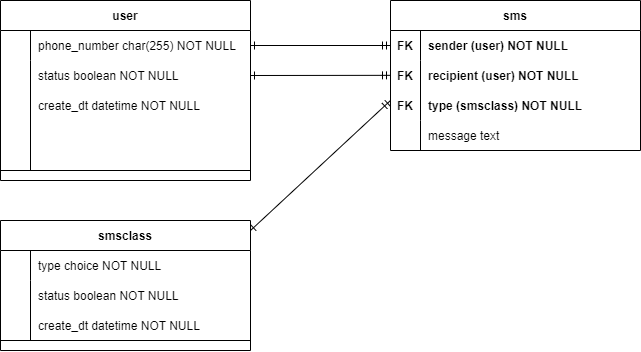 user
phone_number char(255) NOT NULL
status boolean NOT NULL
create_dt datetime NOT NULL
sms
FK sender (user) NOT NULL
FK recipient (user) NOT NULL
FK type (smsclass) NOT NULL
message text
smsclass
type choice NOT NULL
status boolean NOT NULL
create_dt datetime NOT NULL